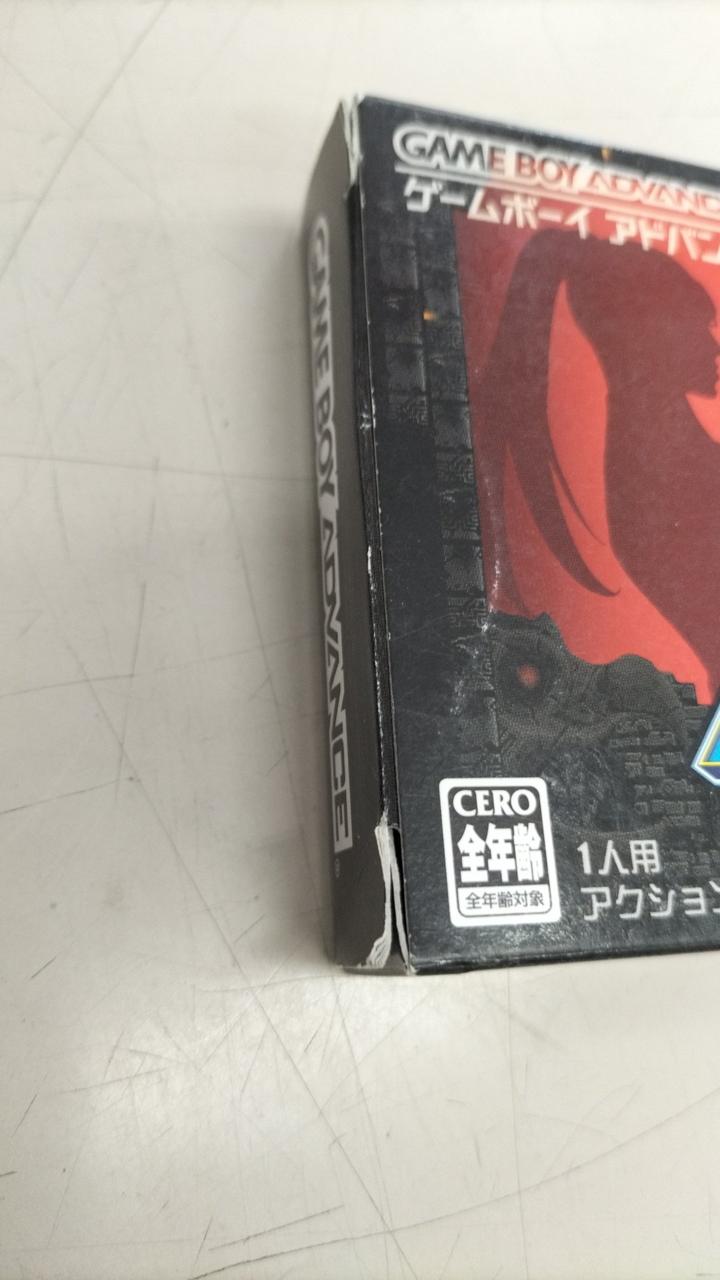 GAME BOY ADVANC
ゲームボーイ アドバン
GAME BOY ADVANCE
®
CERO
全年齢
全年齢対象
1人用
アクション